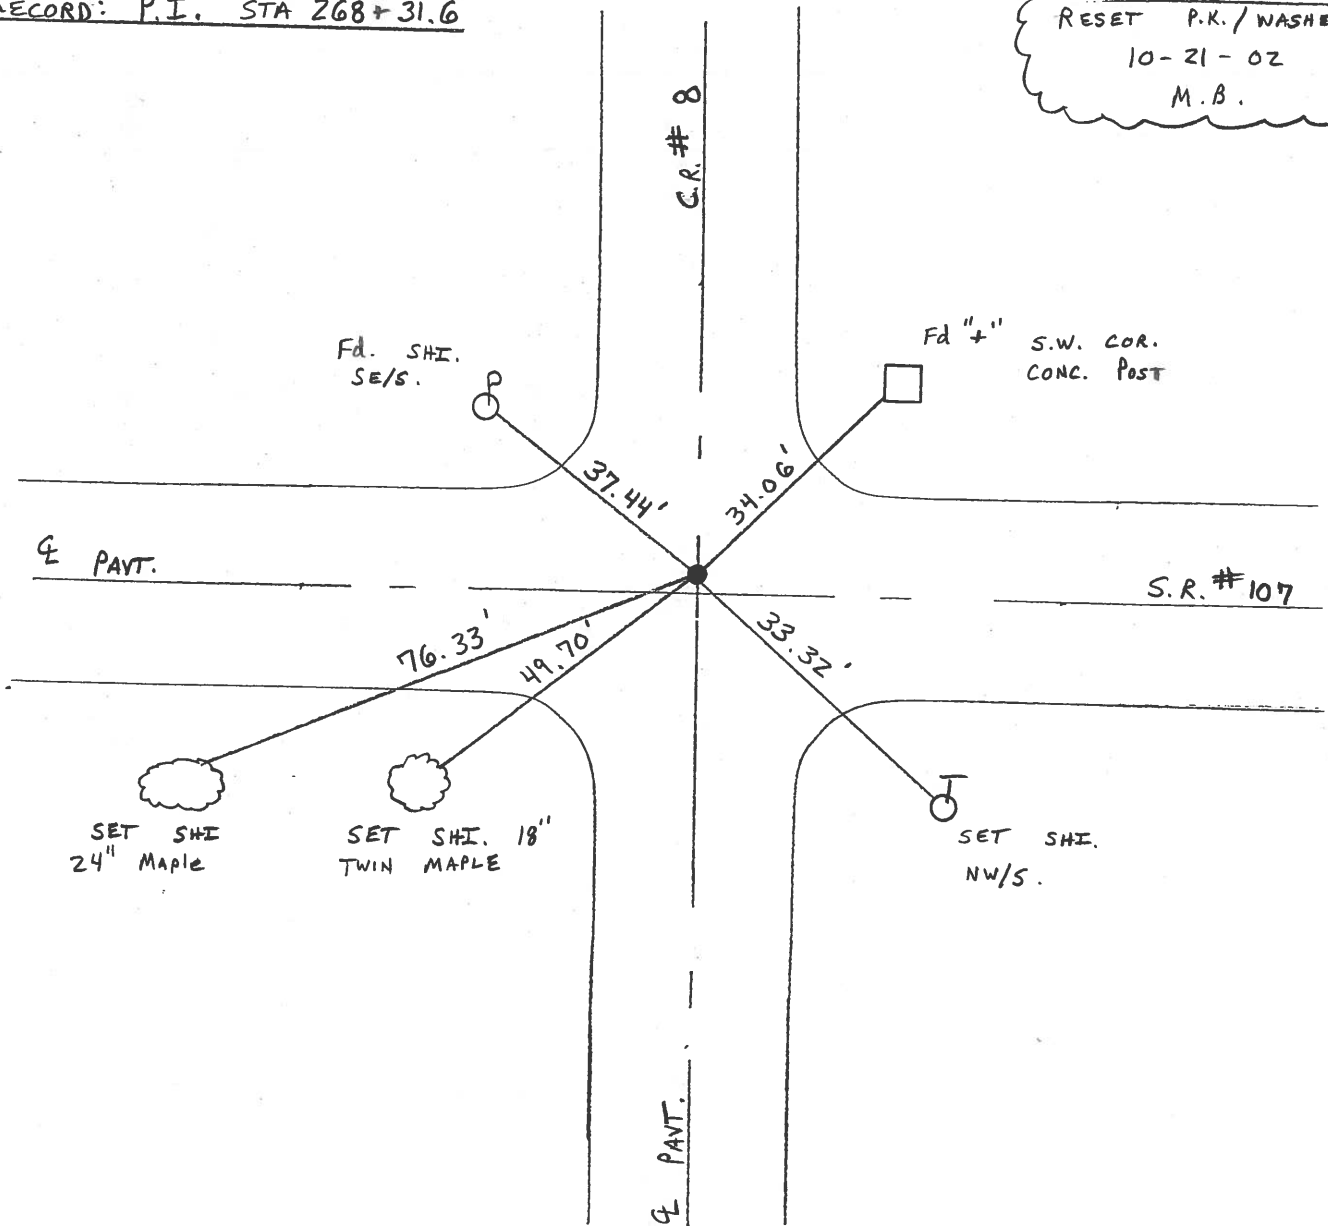 RECORD: P.I. STA 268+31.6
RESET P.K./WASHE
10-21-02
M.B.
C.R. # 8
Fd. SHI.
SE/S.
Fd "+" S.W. COR.
CONC. POST
37.44'
34.06'
℄ PAVT.
S.R. # 107
76.33'
49.70'
33.32'
SET SHI
24" Maple
SET SHI. 18"
TWIN MAPLE
SET SHI.
NW/S.
℄ PAVT.